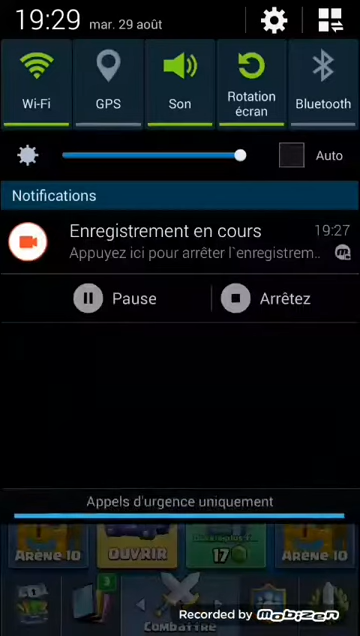 19:29 mar. 29 août
Wi-Fi
GPS
Son
Rotation
écran
Bluetooth
Auto
Notifications
Enregistrement en cours 19:27
Appuyez ici pour arrêter l`enregistrem..
Pause
Arrêtez
Appels d'urgence uniquement
Arène 10
OUVRIR
17
Arène 10
1
3
Combattre
Recorded by Mobizen